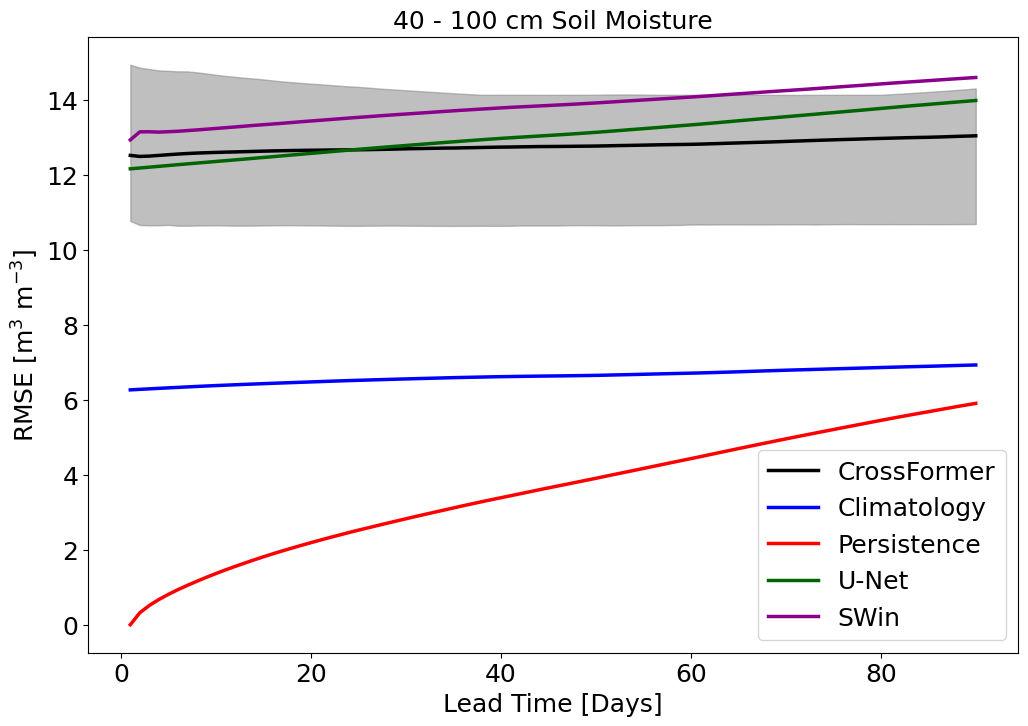 40 - 100 cm Soil Moisture
RMSE [m³ m⁻³]
14
12
10
8
6
4
2
0
0 20 40 60 80
Lead Time [Days]
CrossFormer
Climatology
Persistence
U-Net
SWin